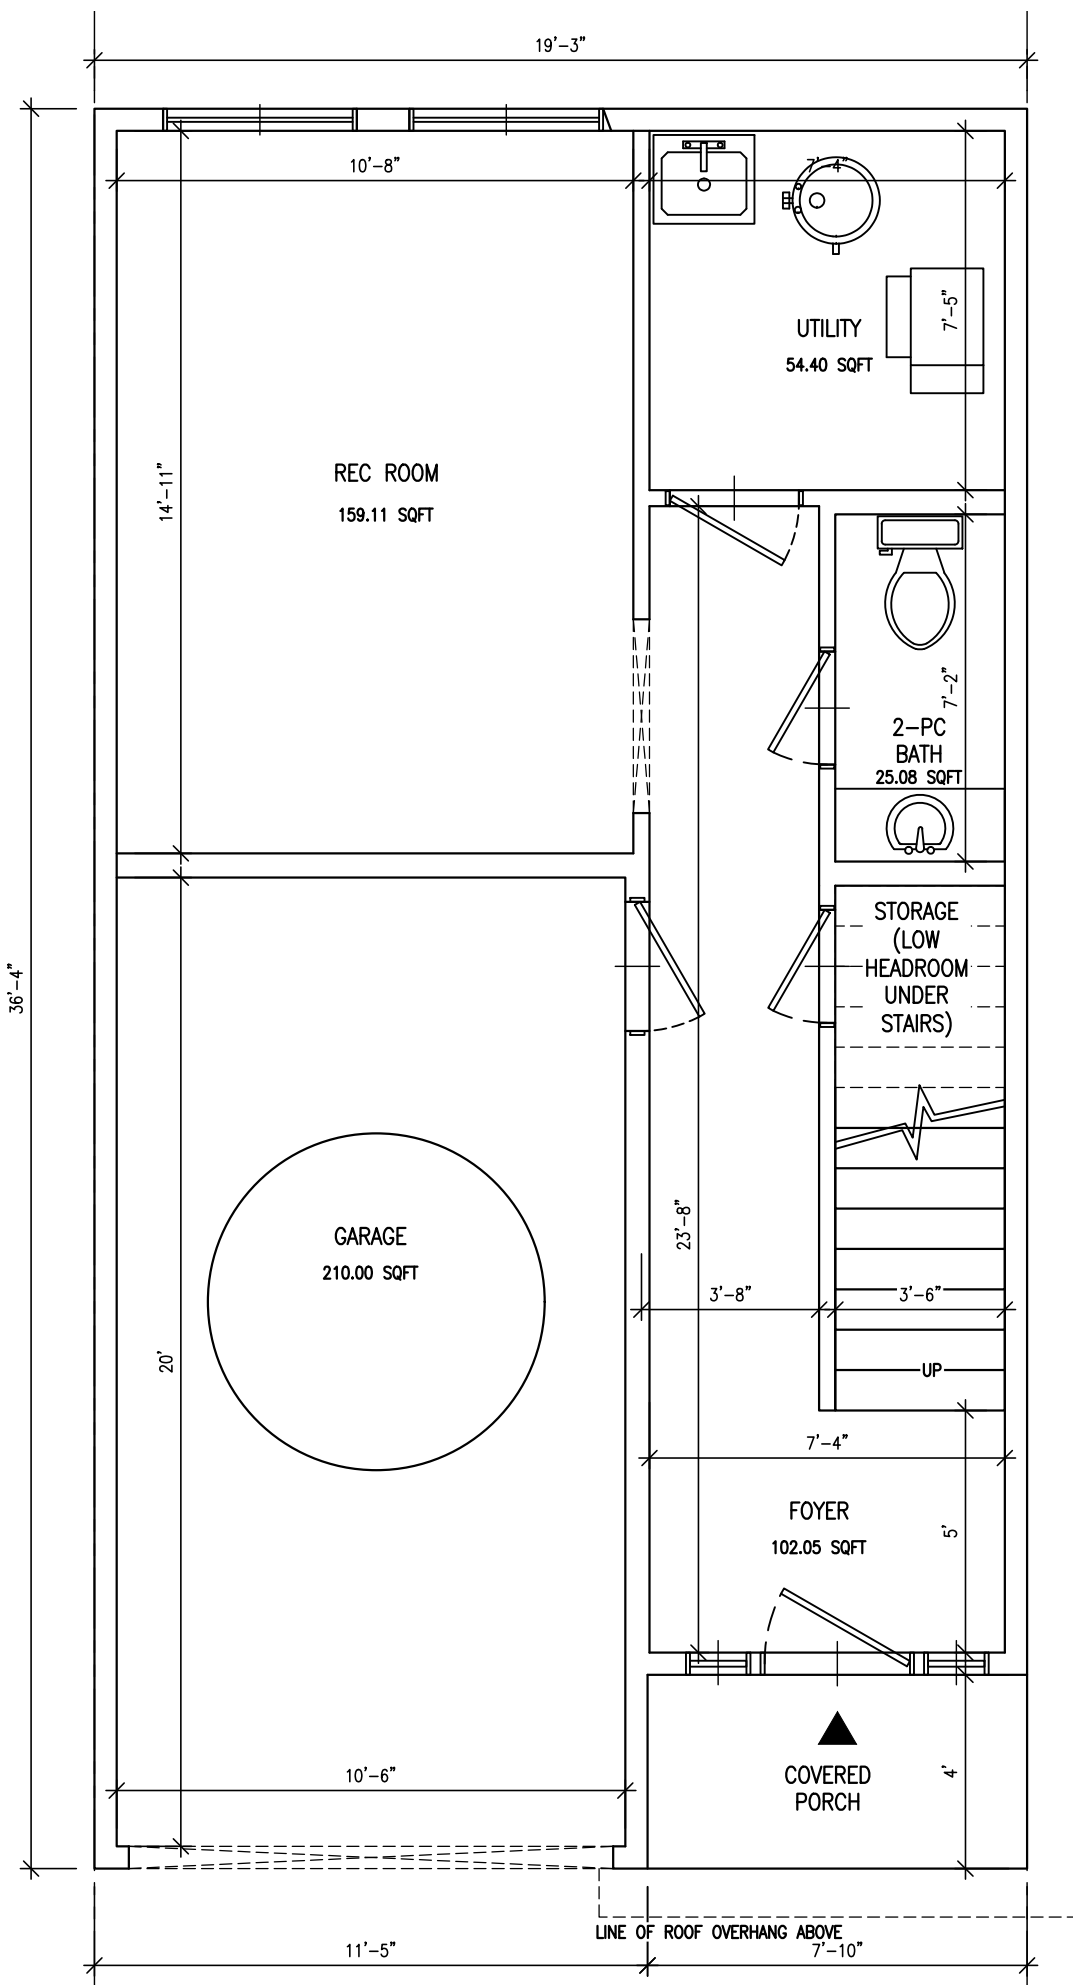 19'-3"
10'-8"
7'-4"
7'-5"
UTILITY
54.40 SQFT
14'-11"
REC ROOM
159.11 SQFT
7'-2"
2-PC
BATH
25.08 SQFT
36'-4"
STORAGE
(LOW
HEADROOM
UNDER
STAIRS)
23'-8"
GARAGE
210.00 SQFT
3'-8"
3'-6"
20'
UP
7'-4"
FOYER
102.05 SQFT
5'
10'-6"
COVERED
PORCH
4'
LINE OF ROOF OVERHANG ABOVE
11'-5"
7'-10"